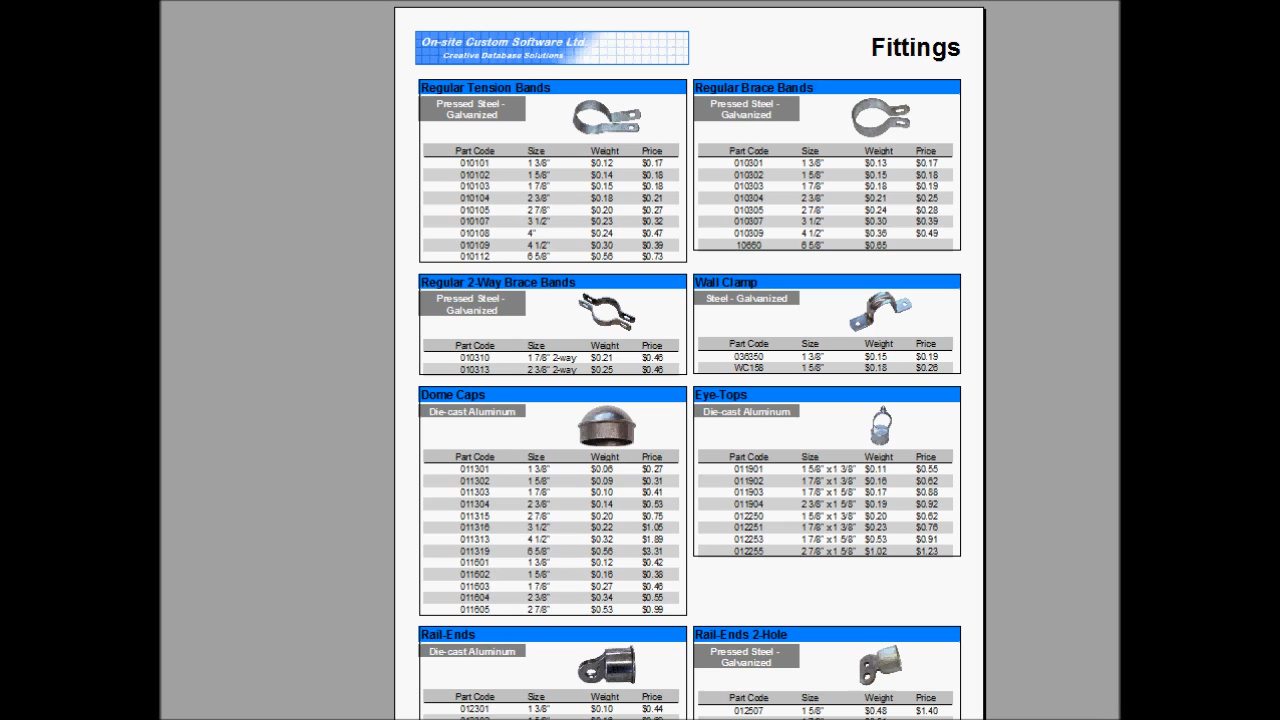 On-site Custom Software Ltd
Creative Database Solutions
Fittings
Regular Tension Bands
Pressed Steel -
Galvanized
Part Code Size Weight Price
010101 1 3/8" $0.12 $0.17
010102 1 5/8" $0.14 $0.18
010103 1 7/8" $0.15 $0.18
010104 2 3/8" $0.18 $0.21
010105 2 7/8" $0.20 $0.27
010107 3 1/2" $0.23 $0.32
010108 4" $0.24 $0.47
010109 4 1/2" $0.30 $0.39
010112 6 5/8" $0.56 $0.73
Regular Brace Bands
Pressed Steel -
Galvanized
Part Code Size Weight Price
010301 1 3/8" $0.13 $0.17
010302 1 5/8" $0.15 $0.18
010303 1 7/8" $0.18 $0.19
010304 2 3/8" $0.21 $0.25
010305 2 7/8" $0.24 $0.28
010307 3 1/2" $0.30 $0.39
010309 4 1/2" $0.36 $0.49
10660 6 5/8" $0.65
Regular 2-Way Brace Bands
Pressed Steel -
Galvanized
Part Code Size Weight Price
010310 1 7/8" 2-way $0.21 $0.46
010313 2 3/8" 2-way $0.25 $0.46
Wall Clamp
Steel - Galvanized
Part Code Size Weight Price
036350 1 3/8" $0.15 $0.19
WC158 1 5/8" $0.18 $0.26
Dome Caps
Die-cast Aluminum
Part Code Size Weight Price
011301 1 3/8" $0.06 $0.27
011302 1 5/8" $0.09 $0.31
011303 1 7/8" $0.10 $0.41
011304 2 3/8" $0.14 $0.53
011315 2 7/8" $0.20 $0.75
011316 3 1/2" $0.22 $1.05
011313 4 1/2" $0.32 $1.89
011319 6 5/8" $0.56 $3.31
011601 1 3/8" $0.12 $0.42
011602 1 5/8" $0.16 $0.38
011603 1 7/8" $0.27 $0.46
011604 2 3/8" $0.34 $0.55
011605 2 7/8" $0.53 $0.99
Eye-Tops
Die-cast Aluminum
Part Code Size Weight Price
011901 1 5/8" x 1 3/8" $0.11 $0.55
011902 1 7/8" x 1 3/8" $0.16 $0.62
011903 1 7/8" x 1 5/8" $0.17 $0.88
011904 2 3/8" x 1 5/8" $0.19 $0.92
012250 1 5/8" x 1 3/8" $0.20 $0.62
012251 1 7/8" x 1 3/8" $0.23 $0.76
012253 1 7/8" x 1 5/8" $0.53 $0.91
012255 2 7/8" x 1 5/8" $1.02 $1.23
Rail-Ends
Die-cast Aluminum
Part Code Size Weight Price
012301 1 3/8" $0.10 $0.44
Rail-Ends 2-Hole
Pressed Steel -
Galvanized
Part Code Size Weight Price
012507 1 5/8" $0.48 $1.40